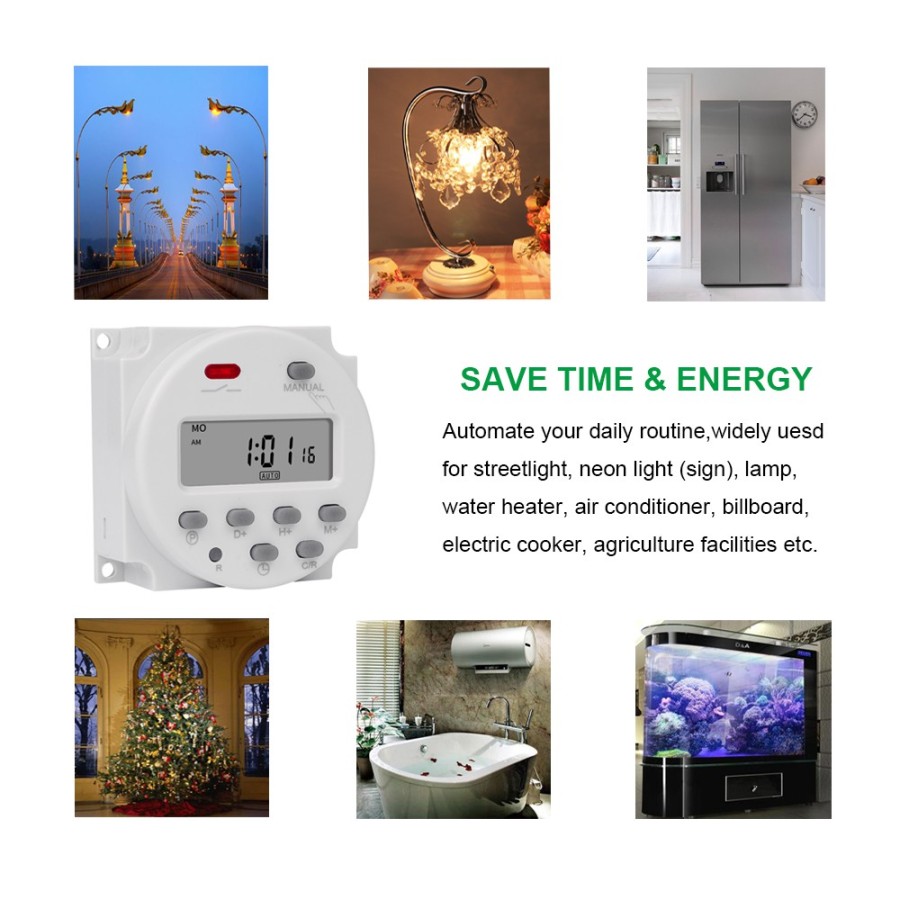 MANUAL
MO
AM
1:01 16
AUTO
P D+ H+ M+
R C/R
SAVE TIME & ENERGY
Automate your daily routine,widely uesd
for streetlight, neon light (sign), lamp,
water heater, air conditioner, billboard,
electric cooker, agriculture facilities etc.
D&A